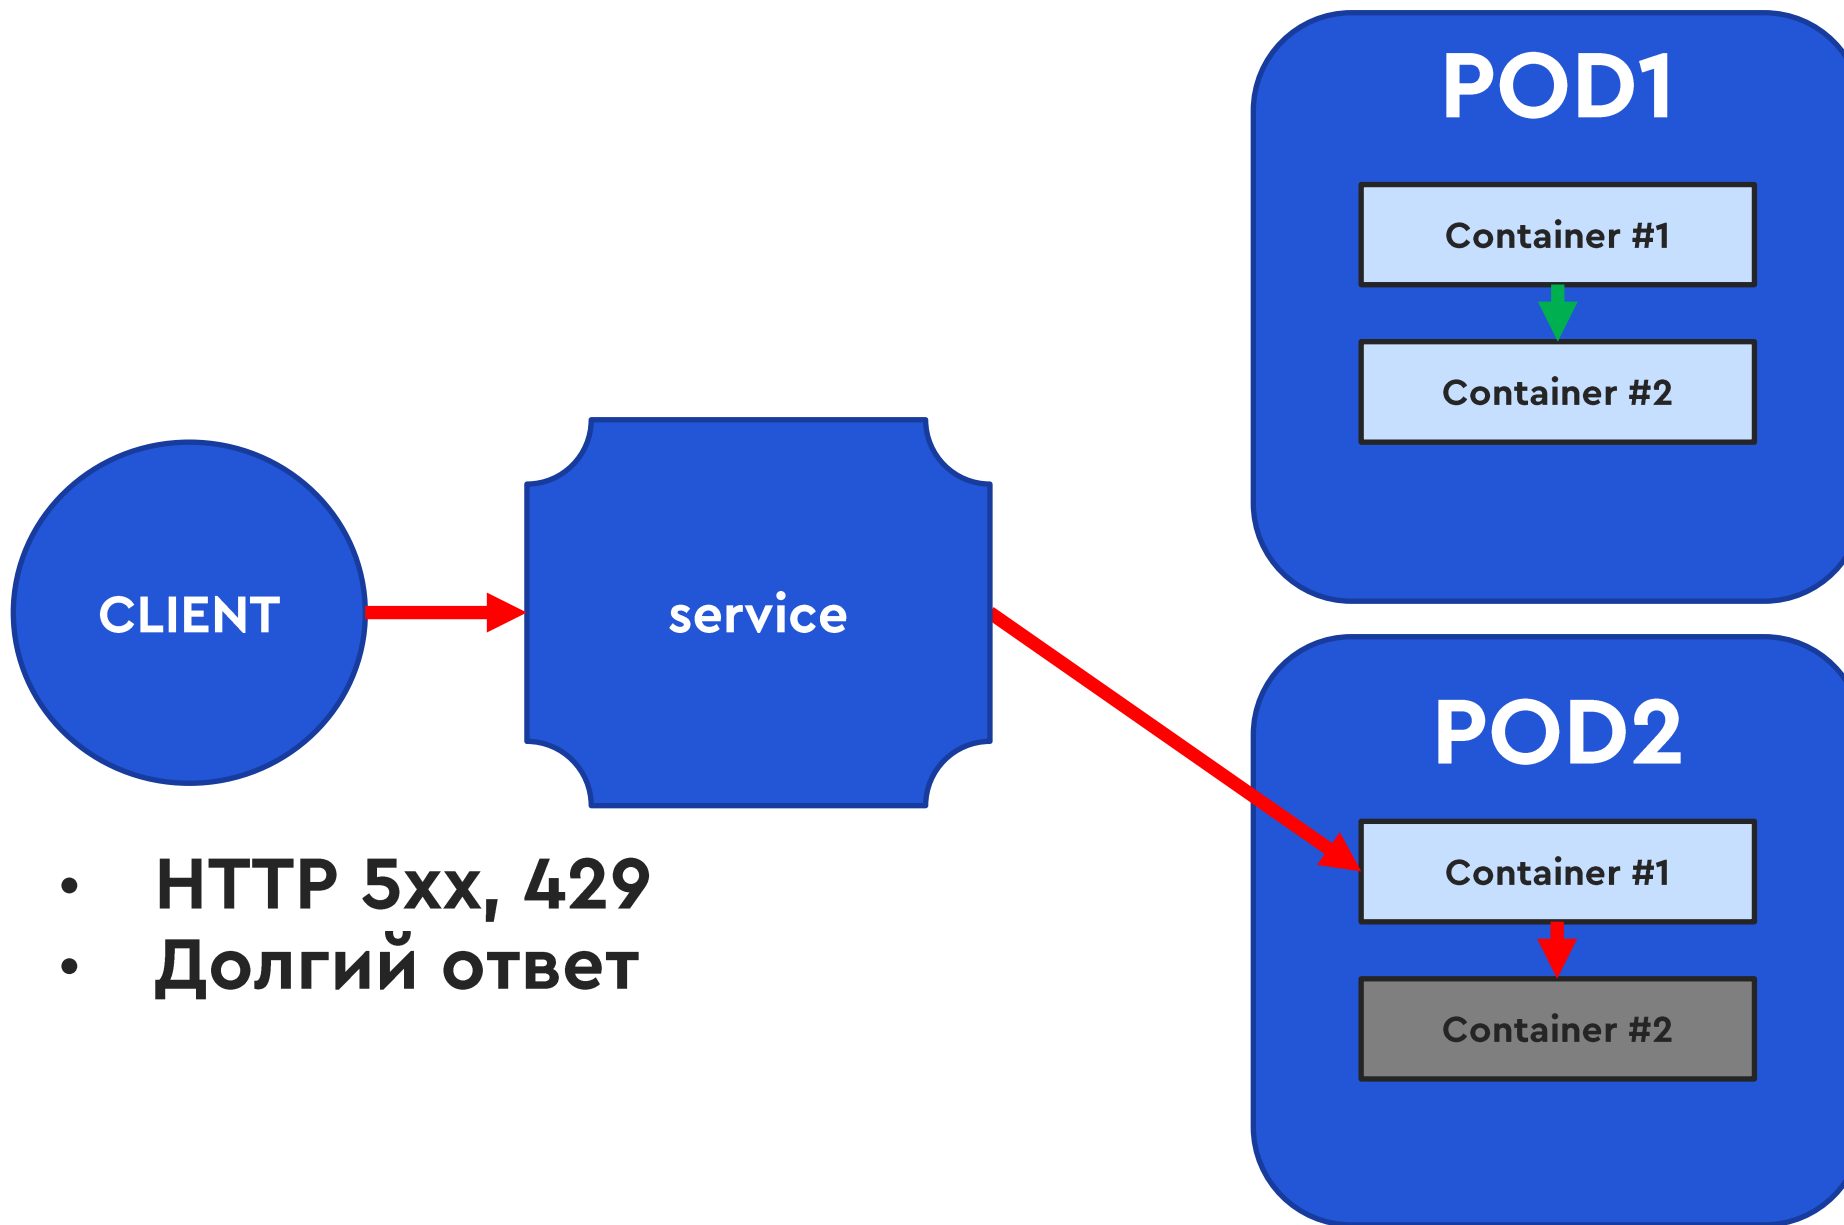 POD1
Container #1
Container #2
CLIENT
service
POD2
Container #1
Container #2
• HTTP 5xx, 429
• Долгий ответ